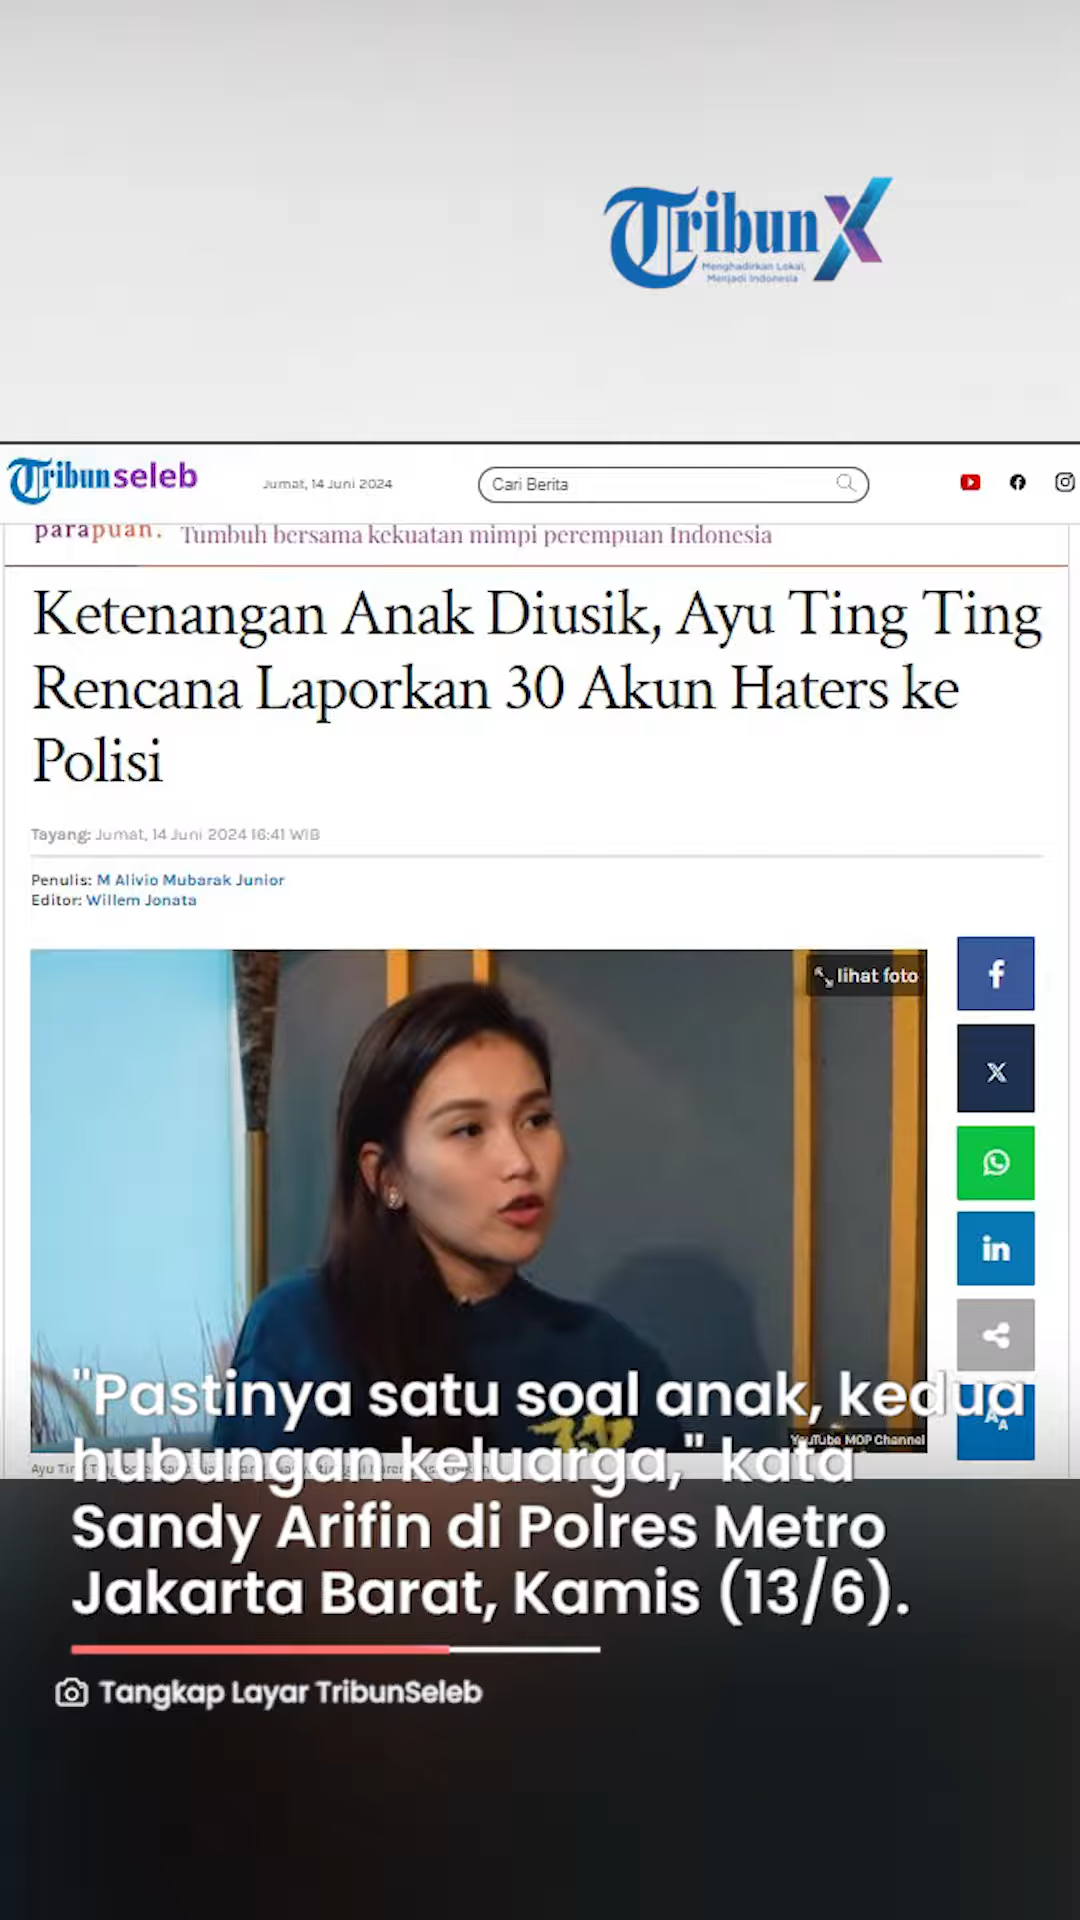 TribunX
Menghadirkan Lokal,
Menjadi Indonesia
Tribunseleb
Jumat, 14 Juni 2024
Cari Berita
parapuan.
Tumbuh bersama kekuatan mimpi perempuan Indonesia
Ketenangan Anak Diusik, Ayu Ting Ting
Rencana Laporkan 30 Akun Haters ke
Polisi
Tayang: Jumat, 14 Juni 2024 16:41 WIB
Penulis: M Alivio Mubarak Junior
Editor: Willem Jonata
lihat foto
YouTube MOP Channel
Ayu Ting
"Pastinya satu soal anak, kedua
hubungan keluarga," kata
Sandy Arifin di Polres Metro
Jakarta Barat, Kamis (13/6).
Tangkap Layar TribunSeleb